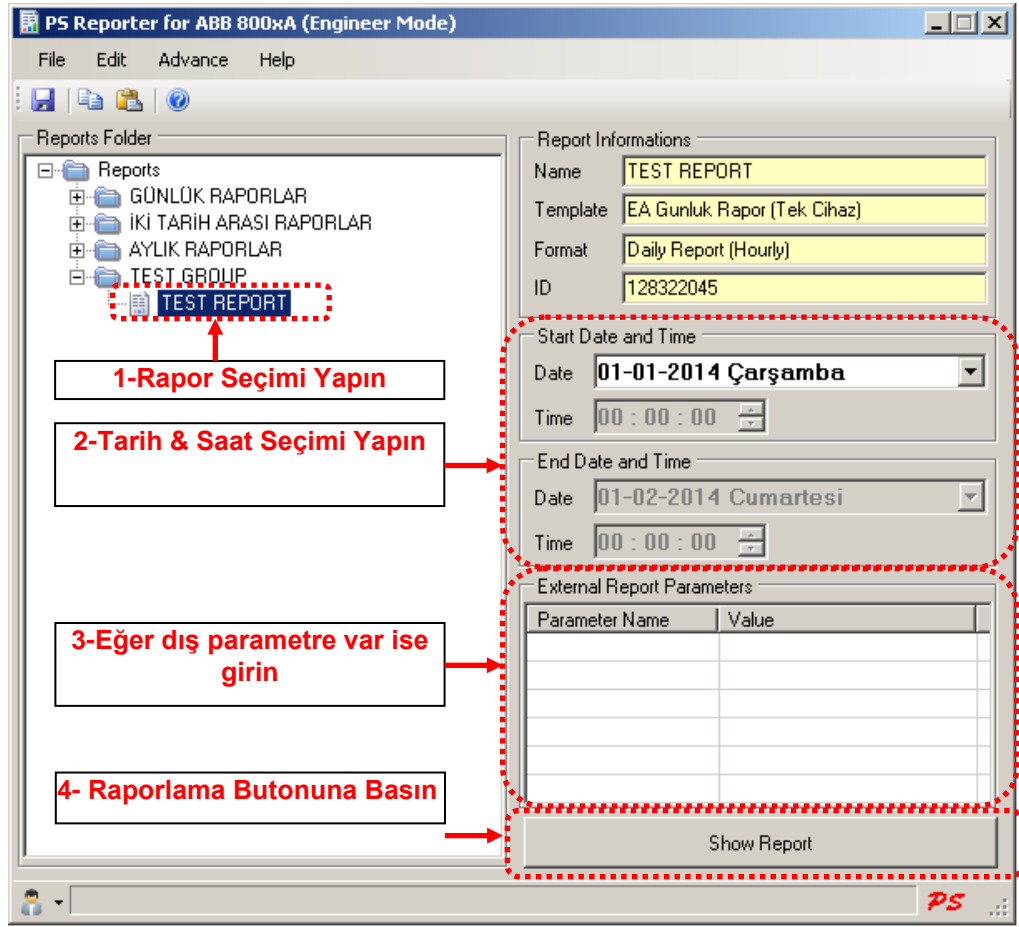 PS Reporter for ABB 800xA (Engineer Mode)
File Edit Advance Help
Reports Folder
Reports
GÜNLÜK RAPORLAR
İKİ TARİH ARASI RAPORLAR
AYLIK RAPORLAR
TEST GROUP
TEST REPORT
1-Rapor Seçimi Yapın
2-Tarih & Saat Seçimi Yapın
3-Eğer dış parametre var ise
girin
4- Raporlama Butonuna Basın
Report Informations
Name TEST REPORT
Template EA Gunluk Rapor (Tek Cihaz)
Format Daily Report (Hourly)
ID 128322045
Start Date and Time
Date 01-01-2014 Çarşamba
Time 00 : 00 : 00
End Date and Time
Date 01-02-2014 Cumartesi
Time 00 : 00 : 00
External Report Parameters
Parameter Name Value
Show Report
PS